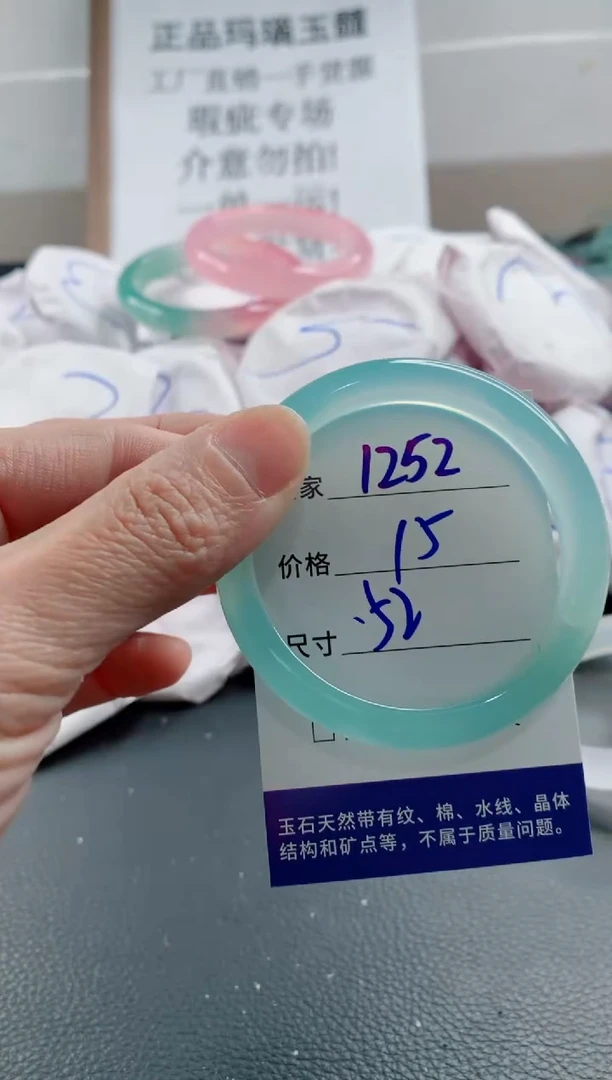 正品玛瑙玉髓
工厂直销一手货源
瑕疵专场
介意勿拍!
家 1252
价格 15
尺寸 52
玉石天然带有纹、棉、水线、晶体
结构和矿点等，不属于质量问题。